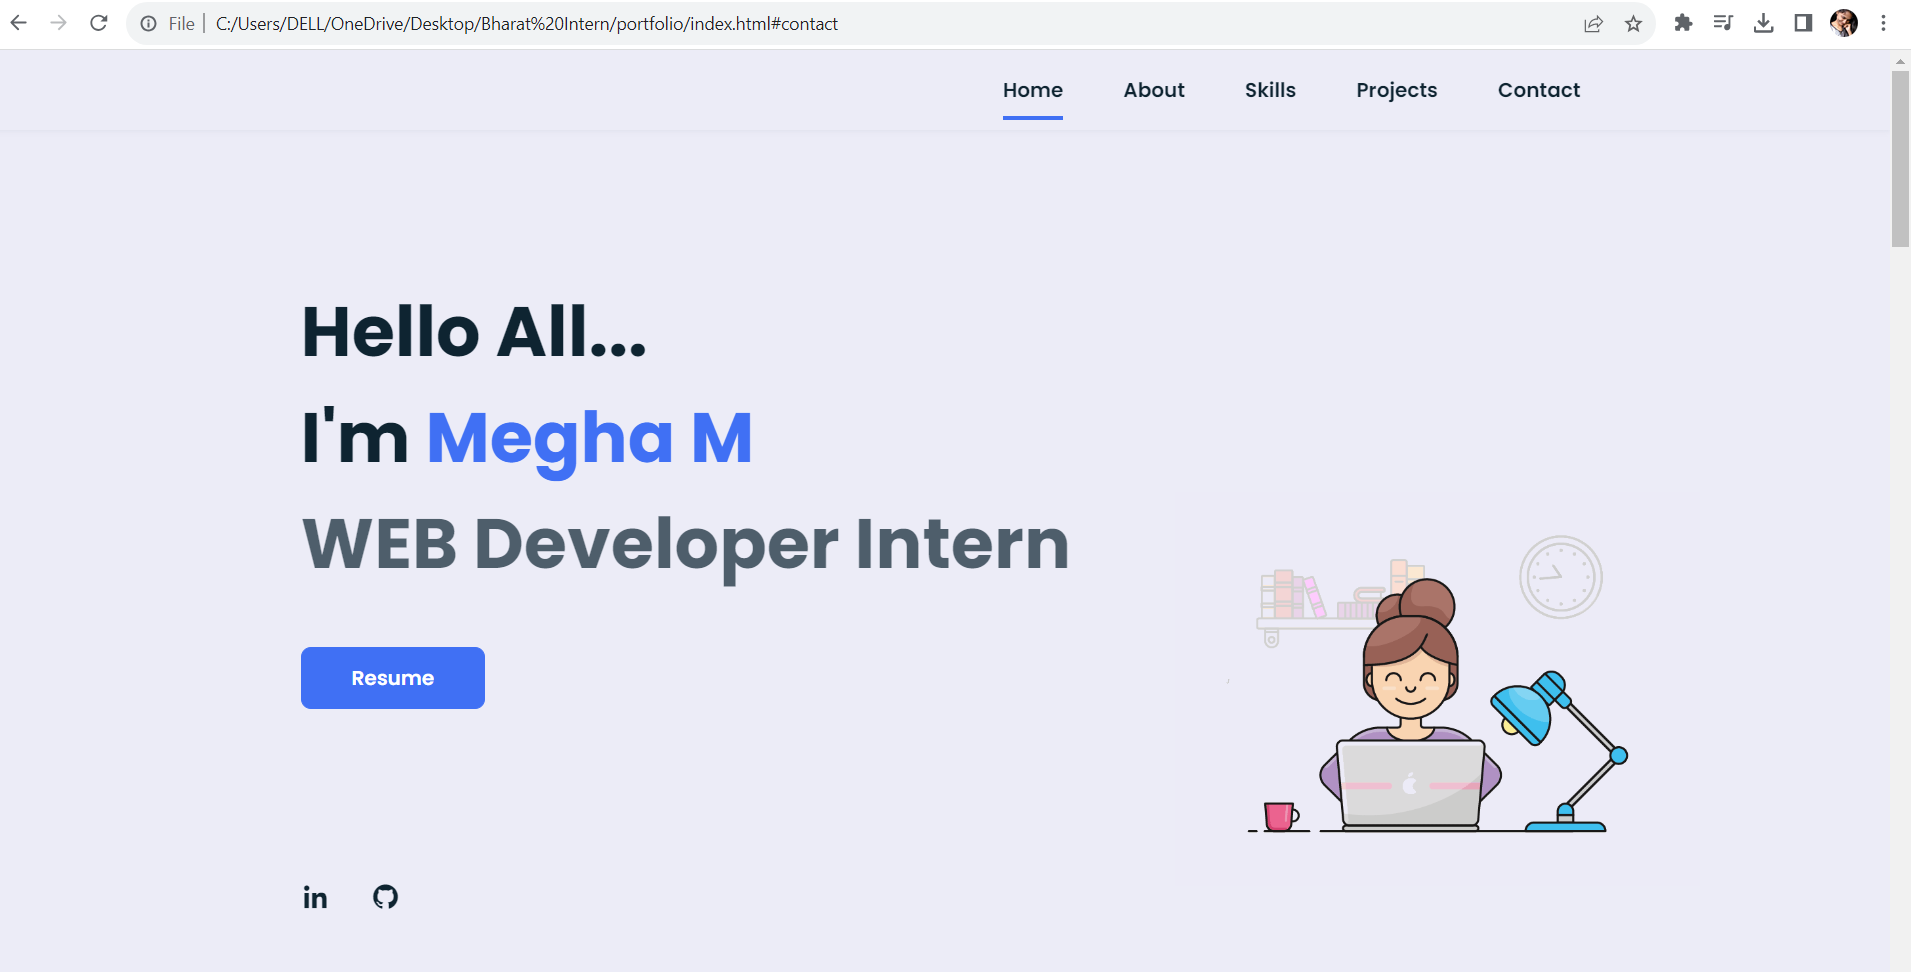 File C:/Users/DELL/OneDrive/Desktop/Bharat%20Intern/portfolio/index.html#contact
Home About Skills Projects Contact
Hello All...
I'm Megha M
WEB Developer Intern
Resume
in